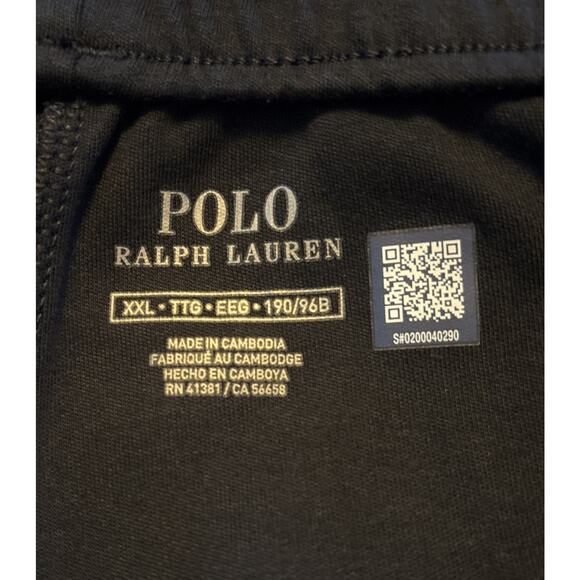 POLO
RALPH LAUREN
XXL • TTG • EEG • 190/96B
MADE IN CAMBODIA
FABRIQUÉ AU CAMBODGE
HECHO EN CAMBOYA
RN 41381 / CA 56658
S#0200040290